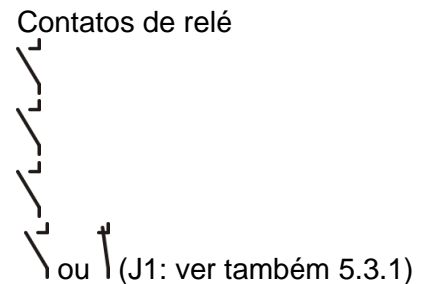 Contatos de relé
ou (J1: ver também 5.3.1)